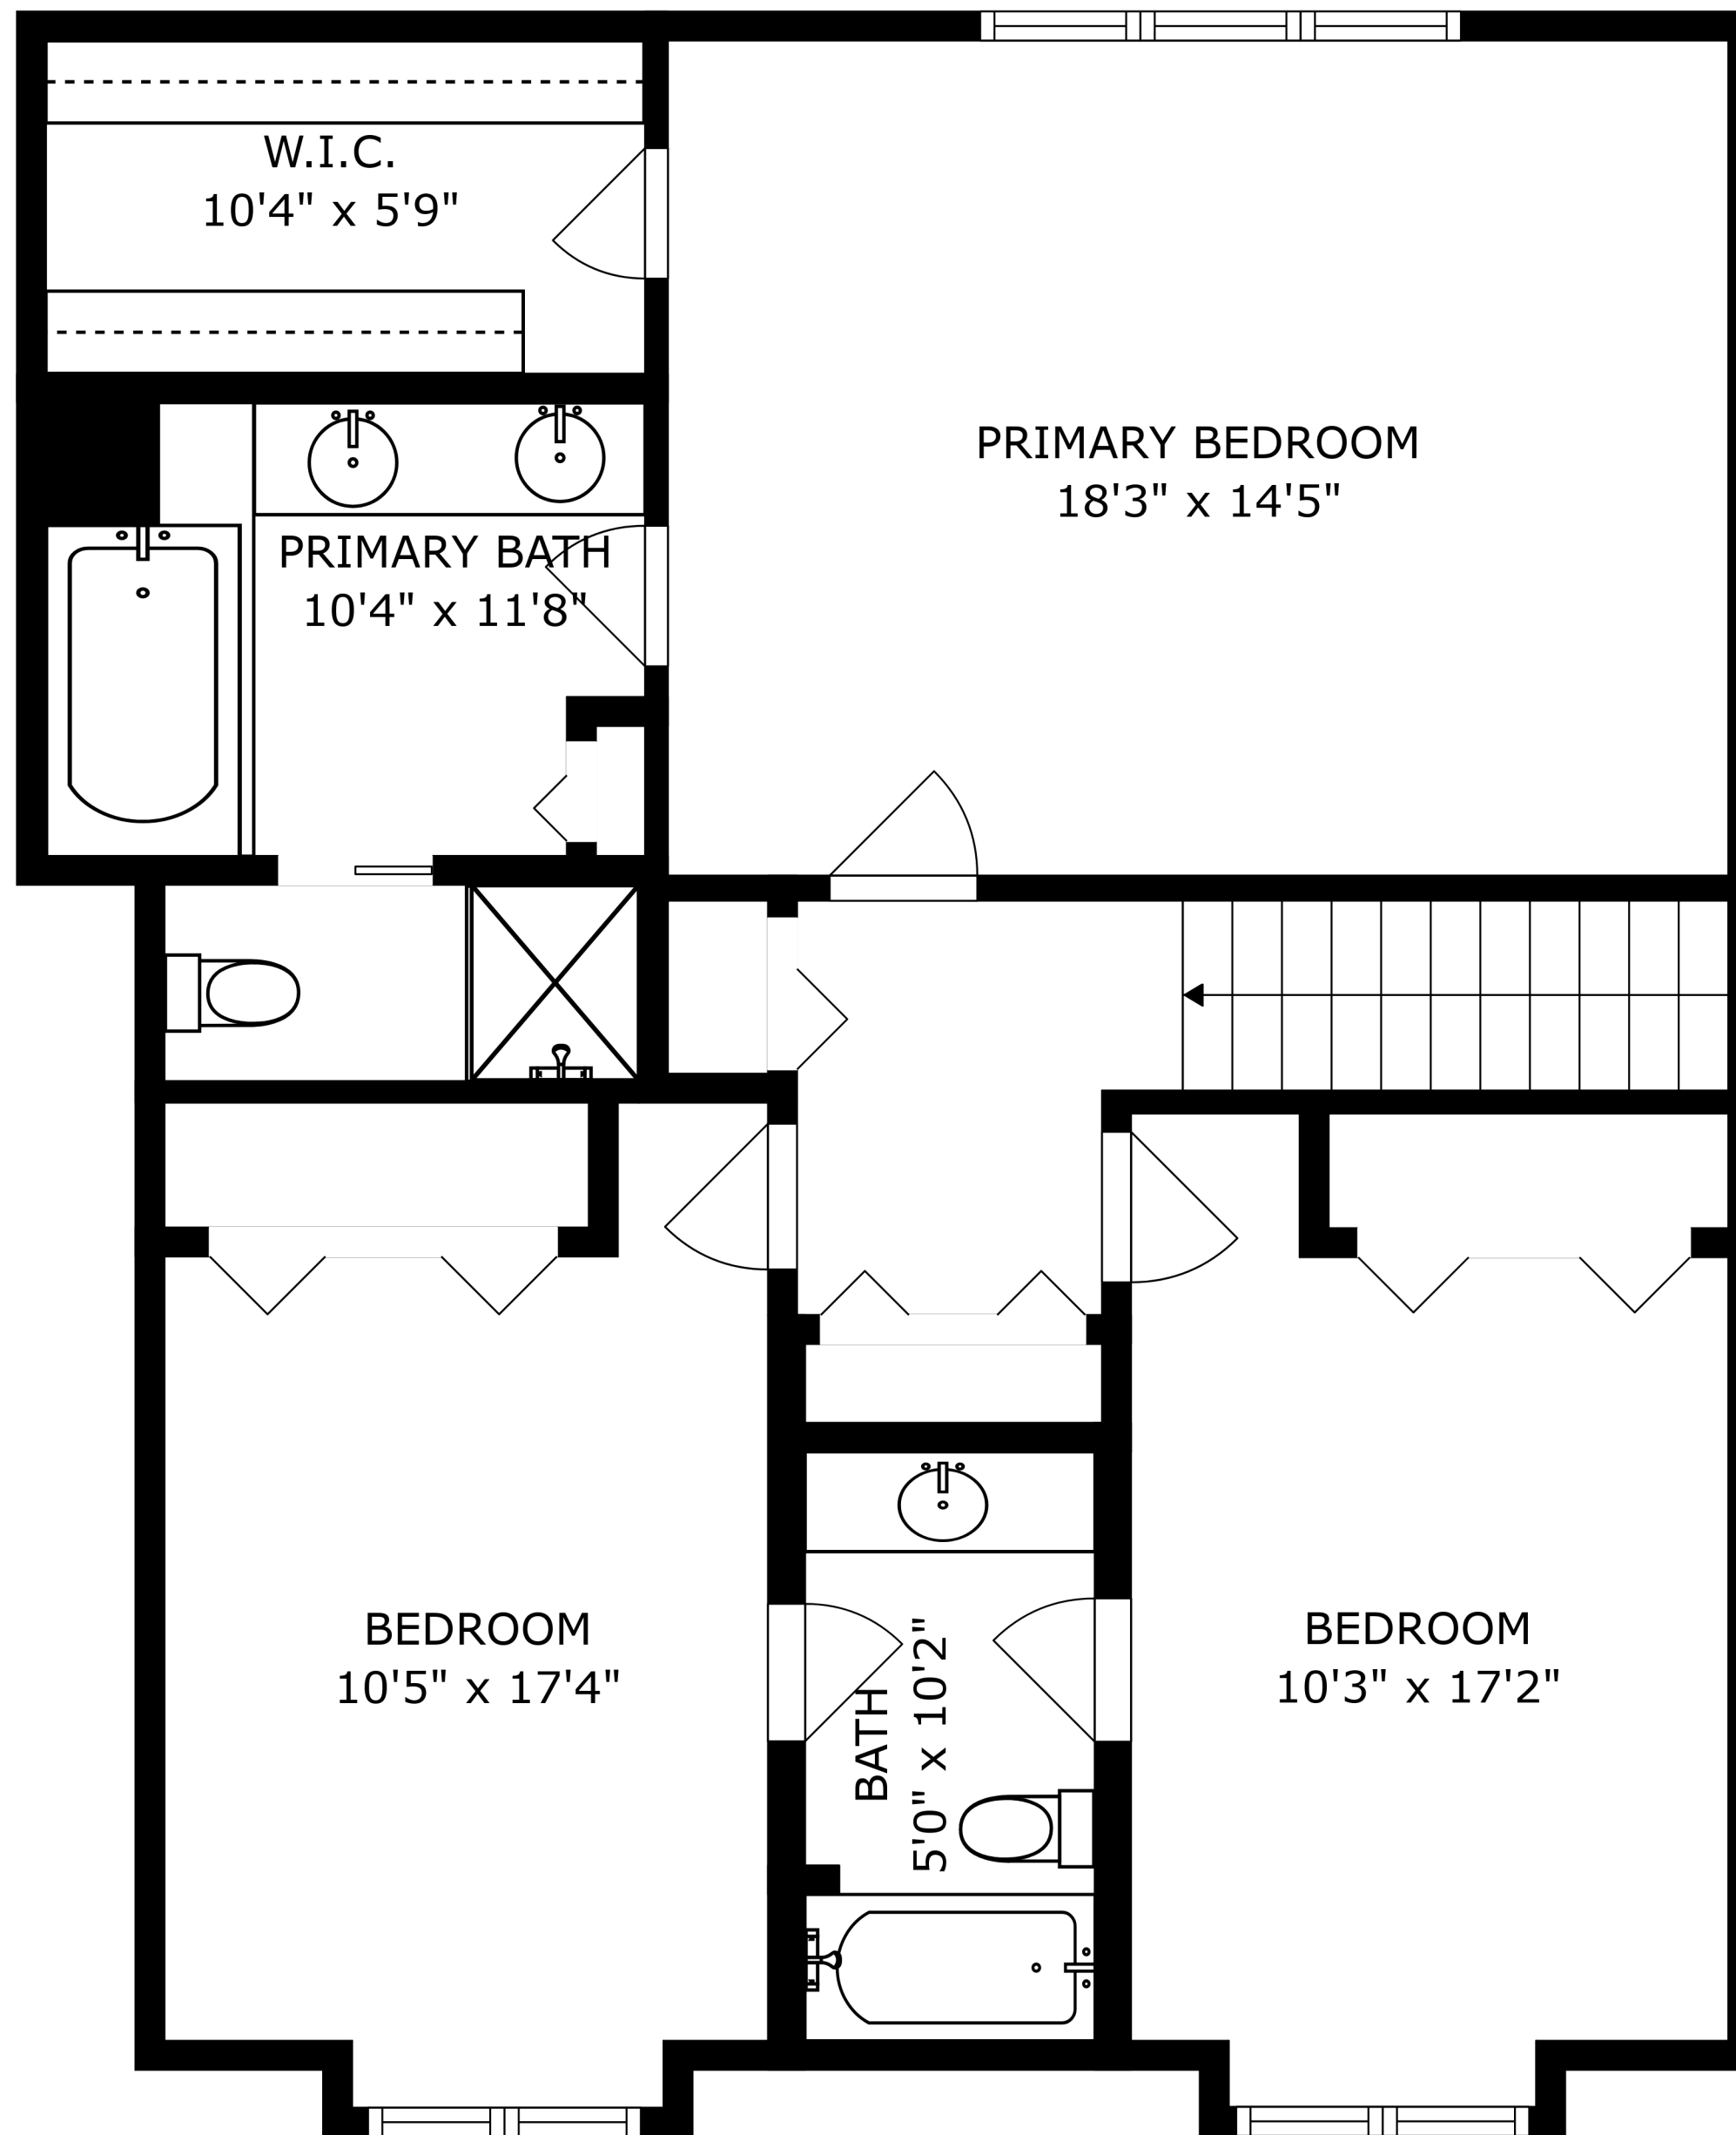 W.I.C.
10'4" x 5'9"
PRIMARY BEDROOM
18'3" x 14'5"
PRIMARY BATH
10'4" x 11'8"
BEDROOM
10'5" x 17'4"
BATH
5'0" x 10'2"
BEDROOM
10'3" x 17'2"